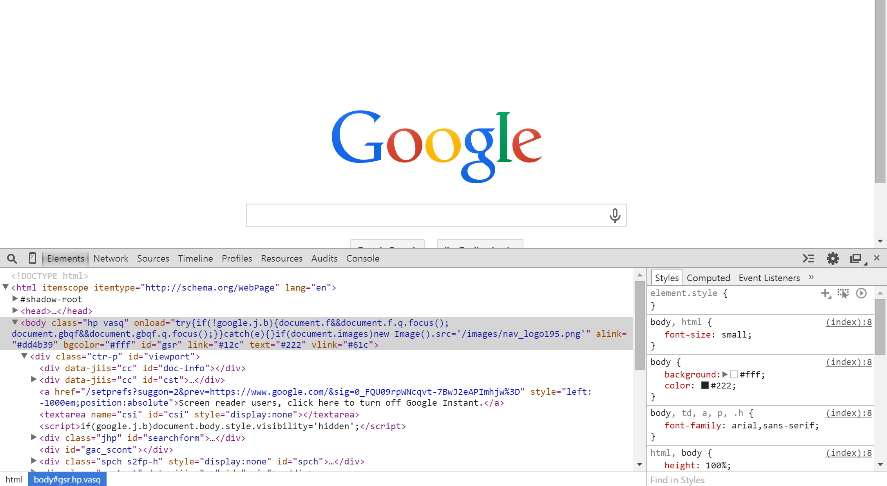 Google
Elements Network Sources Timeline Profiles Resources Audits Console
<!DOCTYPE html>
<html itemscope itemtype="http://schema.org/WebPage" lang="en">
#shadow-root
<head>…</head>
<body class="hp vasq" onload="try{if(!google.j.b){document.f&&document.f.q.focus();
document.gbqf&&document.gbqf.q.focus();}}catch(e){}if(document.images)new Image().src='/images/nav_logo195.png'" alink=
"#dd4b39" bgcolor="#fff" id="gsr" link="#12c" text="#222" vlink="#61c">
<div class="ctr-p" id="viewport">
<div data-jiis="cc" id="doc-info"></div>
<div data-jiis="cc" id="cst">…</div>
<a href="/setprefs?suggon=2&prev=https://www.google.com/&sig=0_FQU09rpWNcqvt-7BwJ2eAPImhjw%3D" style="left:
-1000em;position:absolute">Screen reader users, click here to turn off Google Instant.</a>
<textarea name="csi" id="csi" style="display:none"></textarea>
<script>if(google.j.b)document.body.style.visibility='hidden';</script>
<div class="jhp" id="searchform">…</div>
<div id="gac_scont"></div>
<div class="spch s2fp-h" style="display:none" id="spch">…</div>
html body#gsr.hp.vasq
Styles Computed Event Listeners »
element.style {
}
body, html { (index):8
font-size: small;
}
body { (index):8
background: #fff;
color: #222;
}
body, td, a, p, .h { (index):8
font-family: arial,sans-serif;
}
html, body { (index):8
height: 100%;
Find in Styles